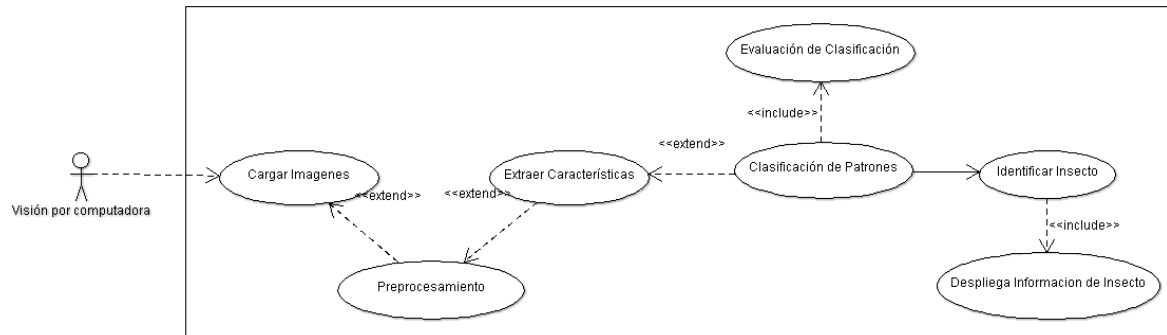 Evaluación de Clasificación
<<include>>
<<extend>>
Cargar Imagenes
Extraer Características
Clasificación de Patrones
Identificar Insecto
Visión por computadora
<<extend>>
<<extend>>
<<include>>
Preprocesamiento
Despliega Informacion de Insecto